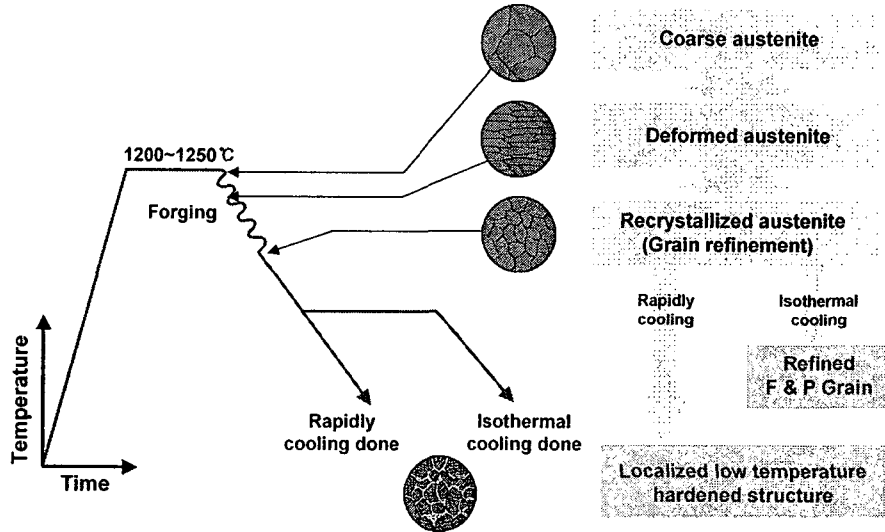 Coarse austenite
Deformed austenite
1200~1250℃
Forging
Recrystallized austenite
(Grain refinement)
Rapidly
cooling
Isothermal
cooling
Refined
F & P Grain
Temperature
Rapidly
cooling done
Isothermal
cooling done
Time
Localized low temperature
hardened structure